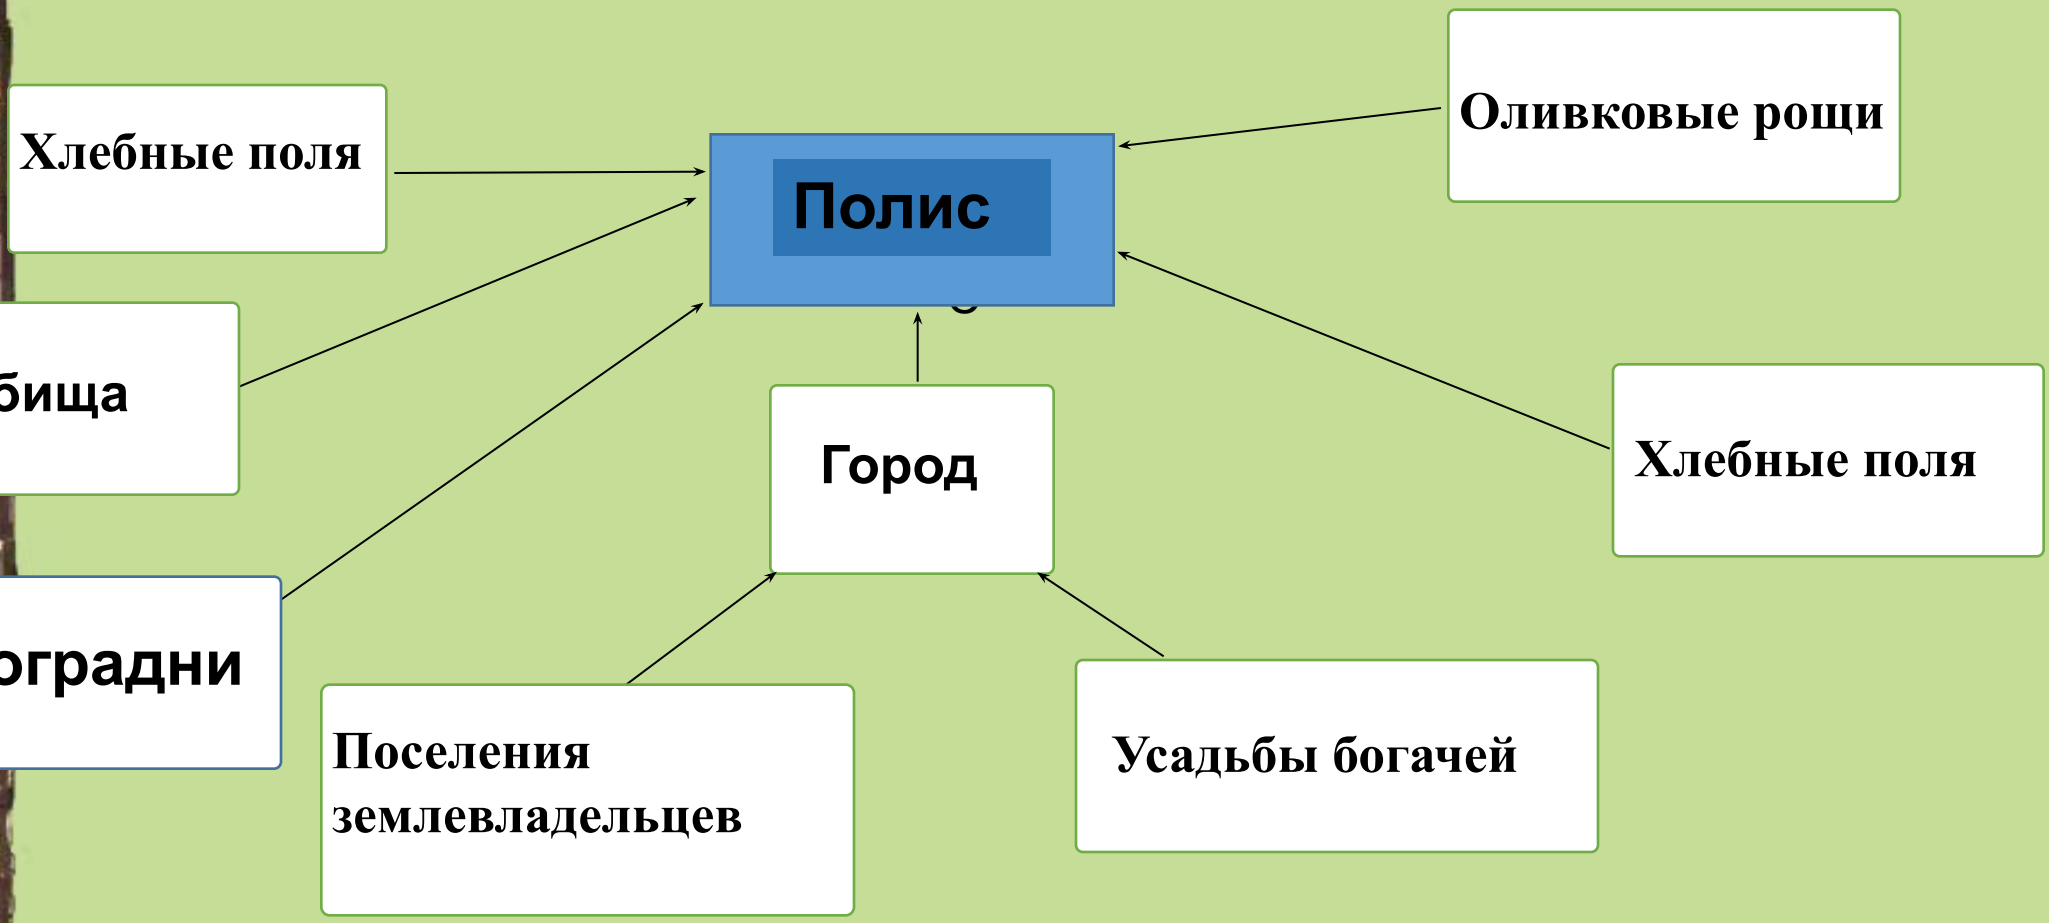 Оливковые рощи
Хлебные поля
Полис
бища
Город
Хлебные поля
оградни
Поселения
землевладельцев
Усадьбы богачей